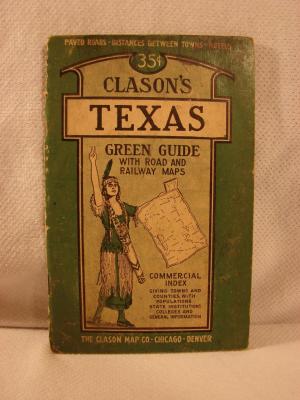 PAVED ROADS - DISTANCES BETWEEN TOWNS - HOTELS
35¢
CLASON'S
TEXAS
GREEN GUIDE
WITH ROAD AND
RAILWAY MAPS
COMMERCIAL
INDEX
GIVING TOWNS AND
COUNTIES, WITH
POPULATIONS
STATE INSTITUTIONS
COLLEGES AND
GENERAL INFORMATION
THE CLASON MAP CO - CHICAGO - DENVER